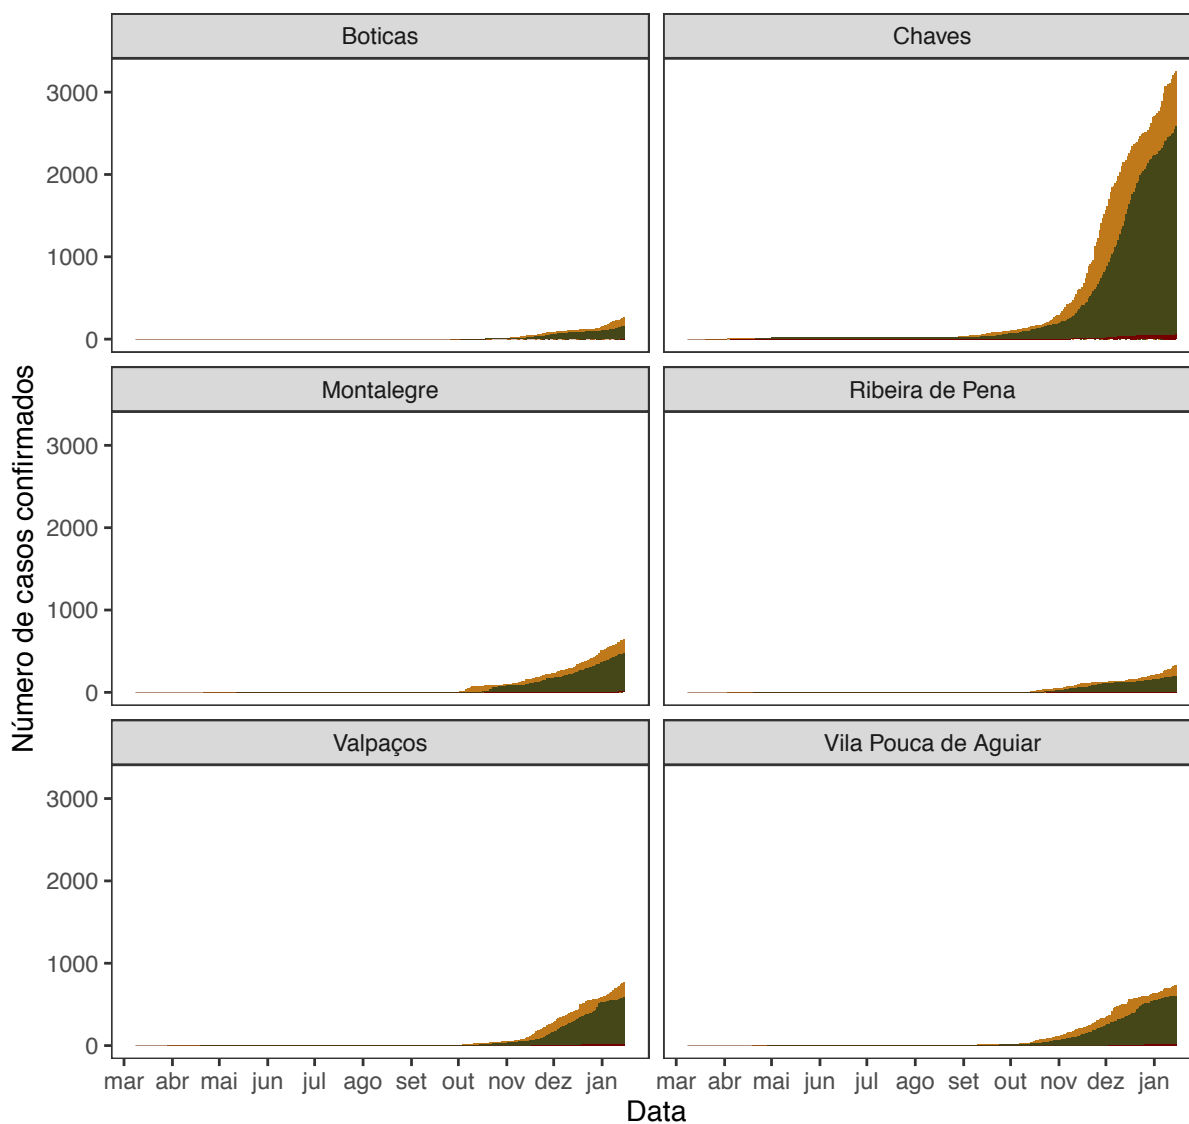 Boticas
Chaves
3000
2000
1000
0
Montalegre
Ribeira de Pena
3000
2000
1000
0
Valpaços
Vila Pouca de Aguiar
3000
2000
1000
0
mar abr mai jun jul ago set out nov dez jan
mar abr mai jun jul ago set out nov dez jan
Data
Número de casos confirmados